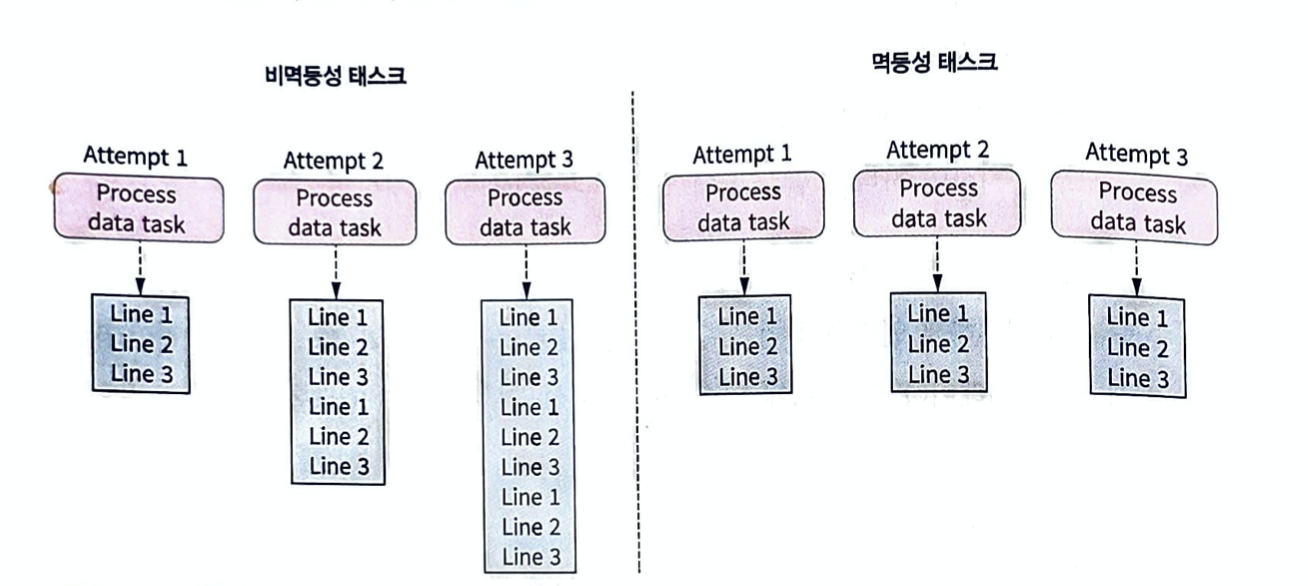 비멱등성 태스크
Attempt 1
Process
data task
Line 1
Line 2
Line 3
Attempt 2
Process
data task
Line 1
Line 2
Line 3
Line 1
Line 2
Line 3
Attempt 3
Process
data task
Line 1
Line 2
Line 3
Line 1
Line 2
Line 3
Line 1
Line 2
Line 3
멱등성 태스크
Attempt 1
Process
data task
Line 1
Line 2
Line 3
Attempt 2
Process
data task
Line 1
Line 2
Line 3
Attempt 3
Process
data task
Line 1
Line 2
Line 3